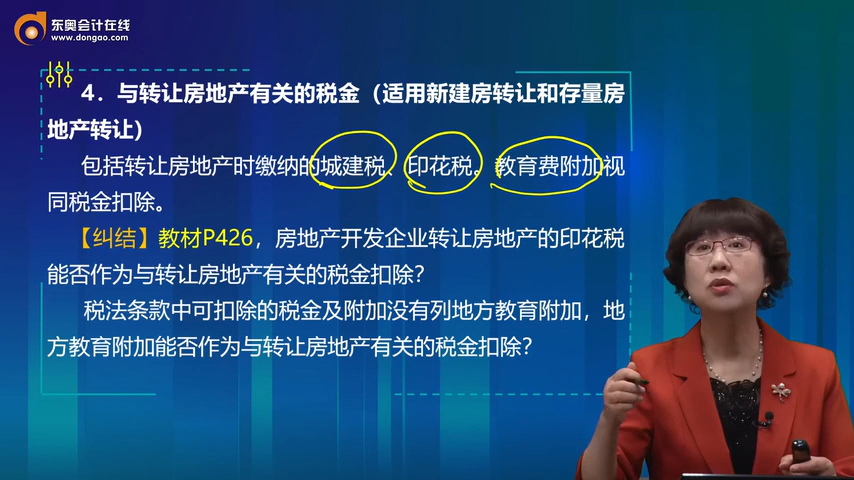 东奥会计在线
www.dongao.com
4．与转让房地产有关的税金（适用新建房转让和存量房
地产转让）
包括转让房地产时缴纳的城建税、印花税。教育费附加视
同税金扣除。
【纠结】教材P426，房地产开发企业转让房地产的印花税
能否作为与转让房地产有关的税金扣除？
税法条款中可扣除的税金及附加没有列地方教育附加，地
方教育附加能否作为与转让房地产有关的税金扣除？